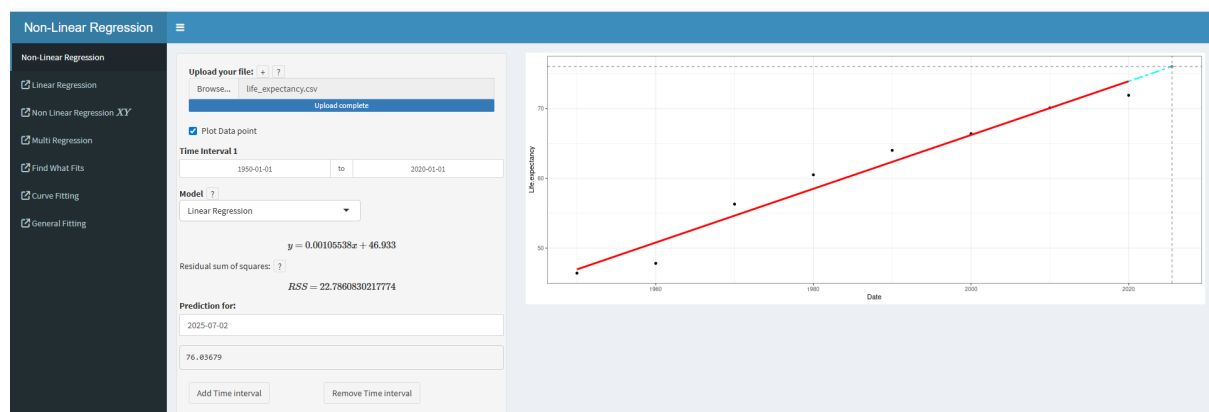 Non-Linear Regression
Non-Linear Regression
Linear Regression
Non Linear Regression XY
Multi Regression
Find What Fits
Curve Fitting
General Fitting
Upload your file: + ?
Browse... life_expectancy.csv
Upload complete
Plot Data point
Time Interval 1
1950-01-01 to 2020-01-01
Model ?
Linear Regression
y = 0.00105538x + 46.933
Residual sum of squares: ?
RSS = 22.7860830217774
Prediction for:
2025-07-02
76.03679
Add Time interval Remove Time interval
Life.expectancy
70
60
50
1960 1980 2000 2020
Date